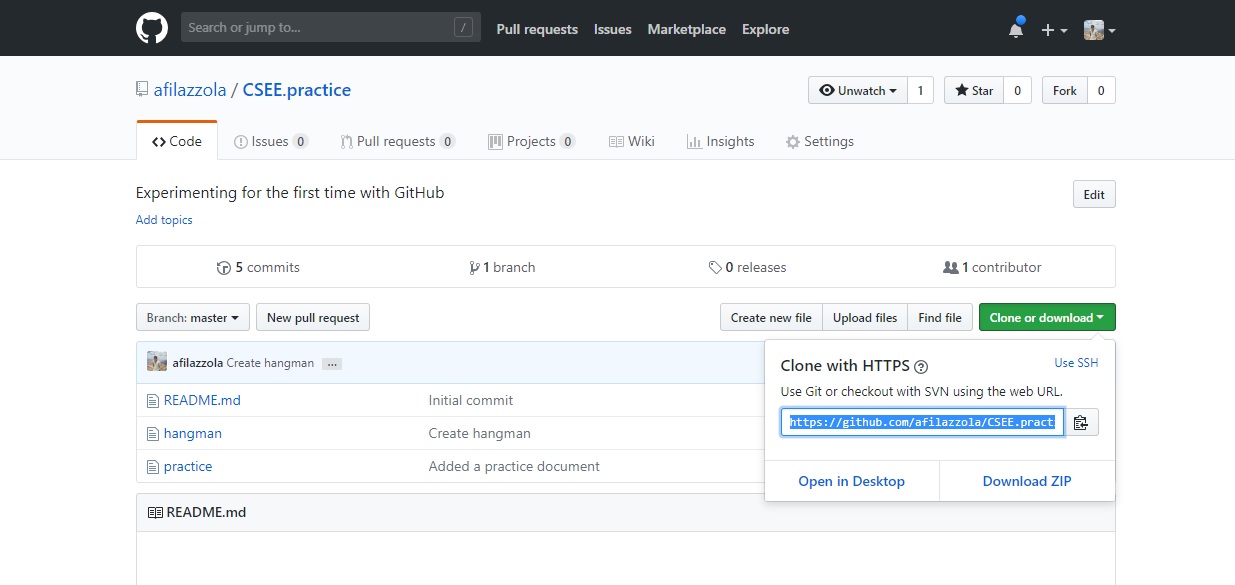 Search or jump to... / Pull requests Issues Marketplace Explore
afilazzola / CSEE.practice Unwatch 1 Star 0 Fork 0
Code Issues 0 Pull requests 0 Projects 0 Wiki Insights Settings
Experimenting for the first time with GitHub Edit
Add topics
5 commits 1 branch 0 releases 1 contributor
Branch: master New pull request Create new file Upload files Find file Clone or download
afilazzola Create hangman ...
Clone with HTTPS ? Use SSH
Use Git or checkout with SVN using the web URL.
README.md Initial commit
https://github.com/afilazzola/CSEE.pract
hangman Create hangman
practice Added a practice document
Open in Desktop Download ZIP
README.md